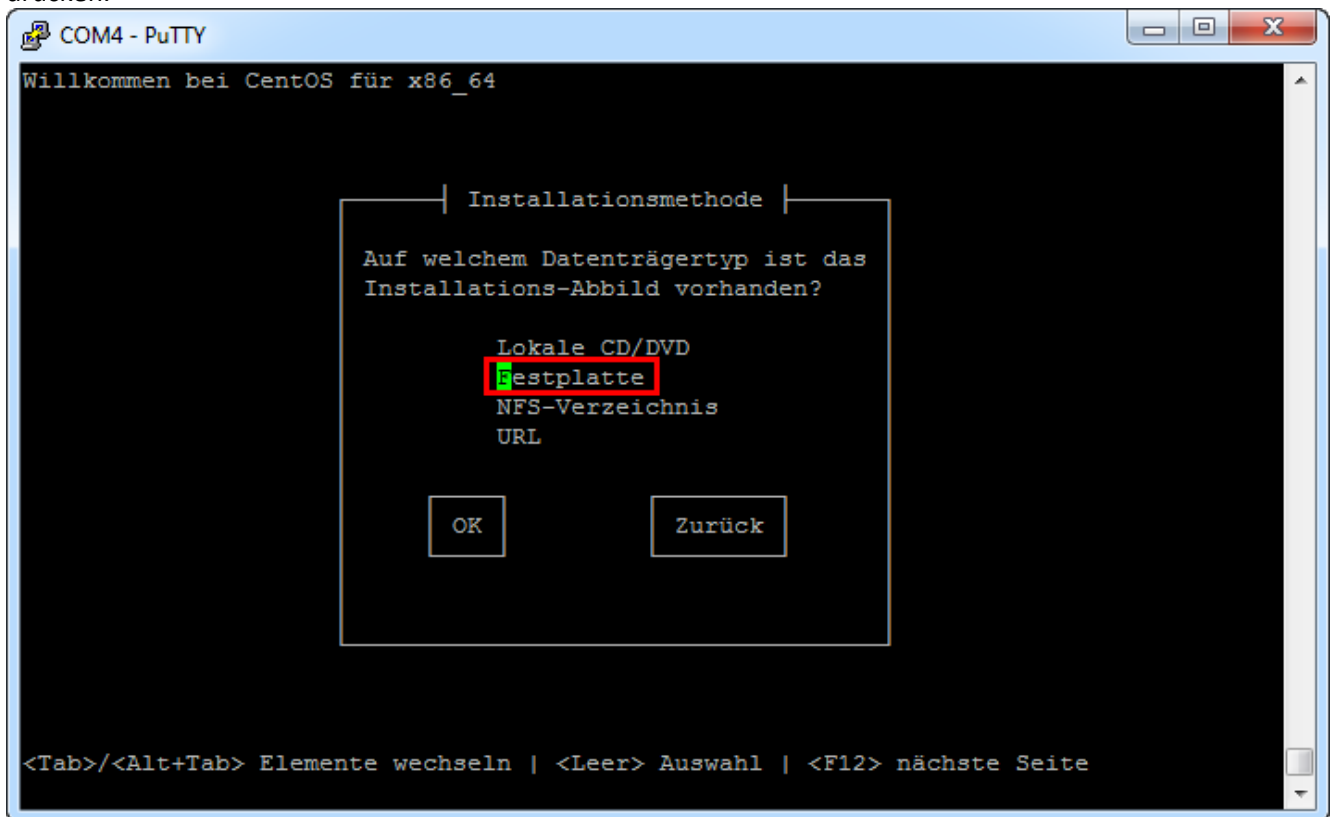 drücken.
COM4 - PuTTY
Willkommen bei CentOS für x86_64
Installationsmethode
Auf welchem Datenträgertyp ist das
Installations-Abbild vorhanden?
Lokale CD/DVD
Festplatte
NFS-Verzeichnis
URL
OK Zurück
<Tab>/<Alt+Tab> Elemente wechseln | <Leer> Auswahl | <F12> nächste Seite